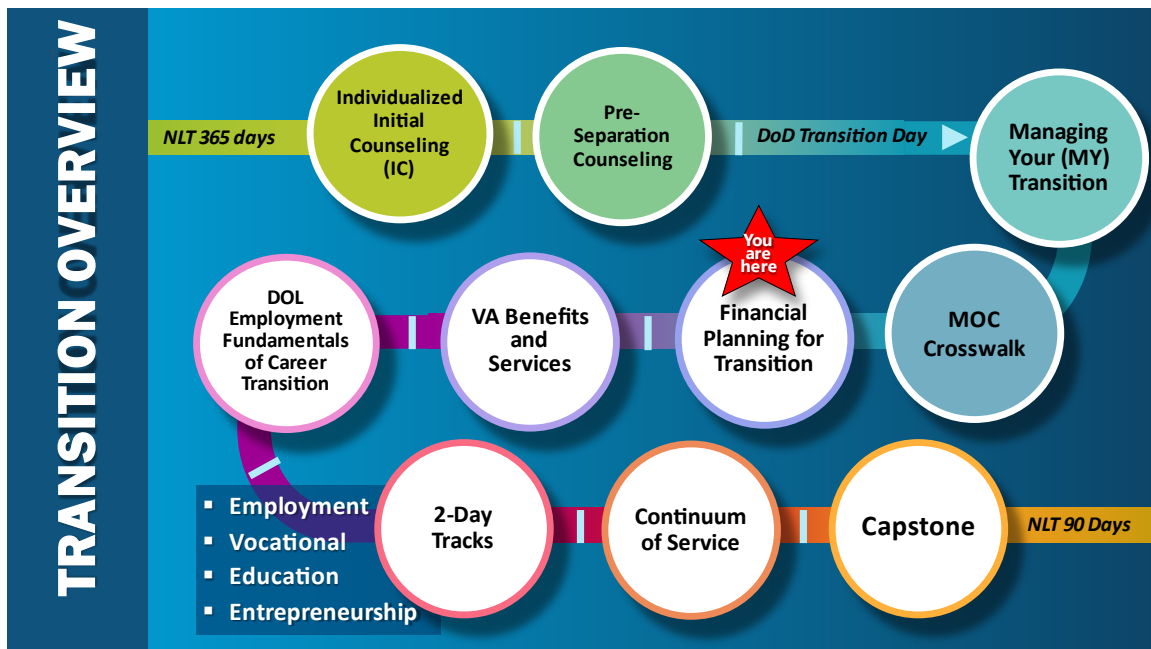 TRANSITION OVERVIEW
NLT 365 days
Individualized
Initial
Counseling
(IC)
Pre-
Separation
Counseling
DoD Transition Day
Managing
Your (MY)
Transition
MOC
Crosswalk
You
are
here
Financial
Planning for
Transition
VA Benefits
and
Services
DOL
Employment
Fundamentals
of Career
Transition
▪ Employment
▪ Vocational
▪ Education
▪ Entrepreneurship
2-Day
Tracks
Continuum
of Service
Capstone
NLT 90 Days